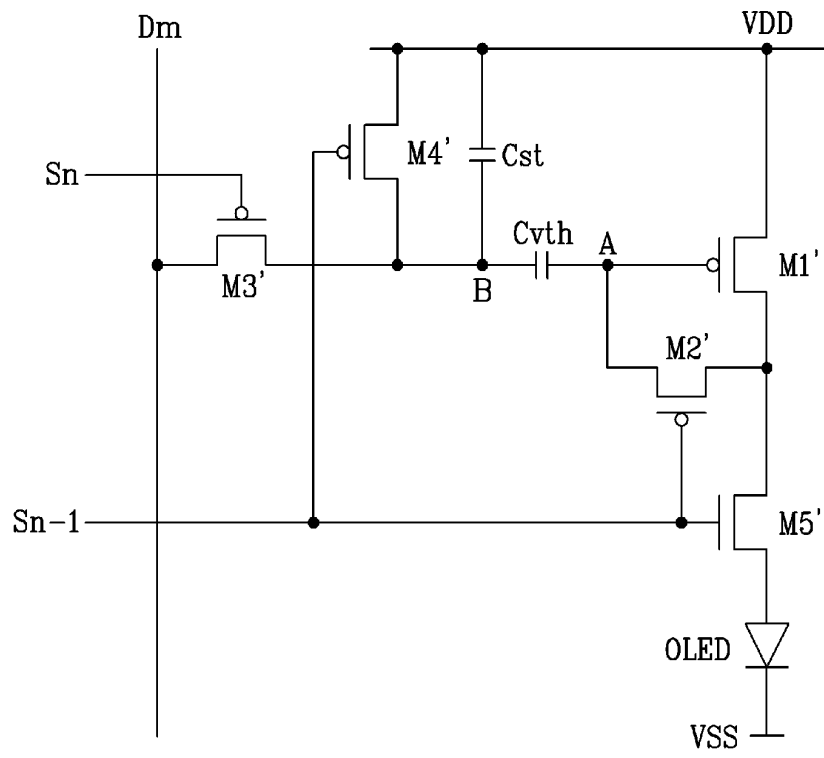 Dm
VDD
M4'
Cst
Sn
Cvth
A
M1'
M3'
B
M2'
Sn-1
M5'
OLED
VSS